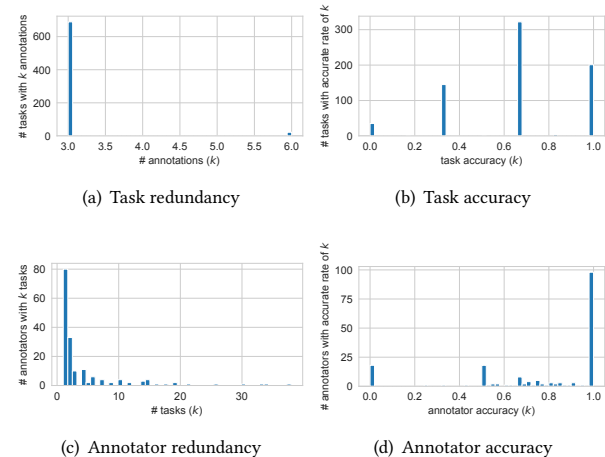 # tasks with k annotations
600
400
200
0
3.0 3.5 4.0 4.5 5.0 5.5 6.0
# annotations (k)
(a) Task redundancy
# tasks with accurate rate of k
300
200
100
0
0.0 0.2 0.4 0.6 0.8 1.0
task accuracy (k)
(b) Task accuracy
# annotators with k tasks
80
60
40
20
0
0 10 20 30
# tasks (k)
(c) Annotator redundancy
# annotators with accurate rate of k
100
75
50
25
0
0.0 0.2 0.4 0.6 0.8 1.0
annotator accuracy (k)
(d) Annotator accuracy